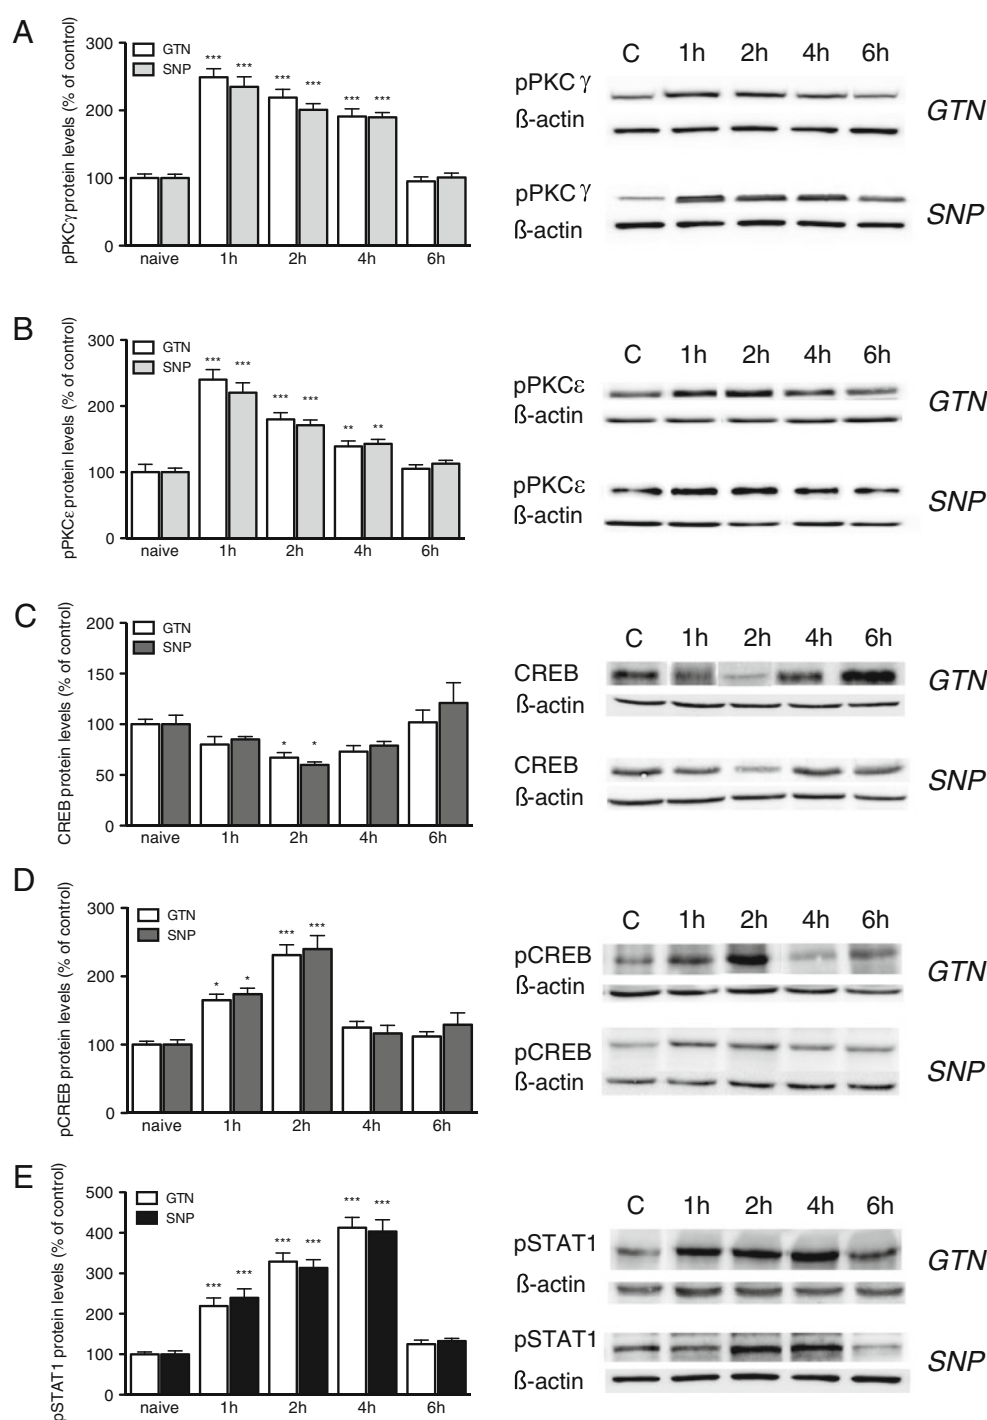 A
pPKCγ protein levels (% of control)
300
200
100
0
GTN
SNP
*** *** *** *** *** ***
naive 1h 2h 4h 6h
C 1h 2h 4h 6h
pPKC γ
ß-actin
GTN
pPKC γ
ß-actin
SNP
B
pPKCε protein levels (% of control)
300
200
100
0
GTN
SNP
*** *** *** *** ** **
naive 1h 2h 4h 6h
C 1h 2h 4h 6h
pPKCε
ß-actin
GTN
pPKCε
ß-actin
SNP
C
CREB protein levels (% of control)
200
150
100
50
0
GTN
SNP
* *
naive 1h 2h 4h 6h
C 1h 2h 4h 6h
CREB
ß-actin
GTN
CREB
ß-actin
SNP
D
pCREB protein levels (% of control)
300
200
100
0
GTN
SNP
* * *** ***
naive 1h 2h 4h 6h
C 1h 2h 4h 6h
pCREB
ß-actin
GTN
pCREB
ß-actin
SNP
E
pSTAT1 protein levels (% of control)
500
400
300
200
100
0
GTN
SNP
*** *** *** *** *** ***
naive 1h 2h 4h 6h
C 1h 2h 4h 6h
pSTAT1
ß-actin
GTN
pSTAT1
ß-actin
SNP